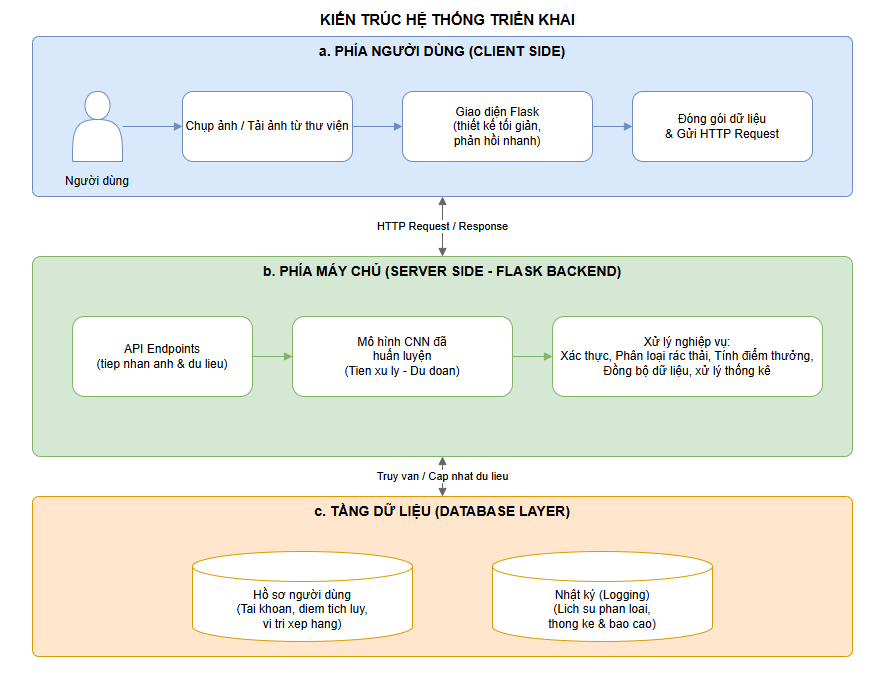 KIẾN TRÚC HỆ THỐNG TRIỂN KHAI
a. PHÍA NGƯỜI DÙNG (CLIENT SIDE)
Người dùng
Chụp ảnh / Tải ảnh từ thư viện
Giao diện Flask
(thiết kế tối giản,
phản hồi nhanh)
Đóng gói dữ liệu
& Gửi HTTP Request
HTTP Request / Response
b. PHÍA MÁY CHỦ (SERVER SIDE - FLASK BACKEND)
API Endpoints
(tiep nhan anh & du lieu)
Mô hình CNN đã
huấn luyện
(Tien xu ly - Du doan)
Xử lý nghiệp vụ:
Xác thực, Phân loại rác thải, Tính điểm thưởng,
Đồng bộ dữ liệu, xử lý thống kê
Truy van / Cap nhat du lieu
c. TẦNG DỮ LIỆU (DATABASE LAYER)
Hồ sơ người dùng
(Tai khoan, diem tich luy,
vi tri xep hang)
Nhật ký (Logging)
(Lich su phan loai,
thong ke & bao cao)